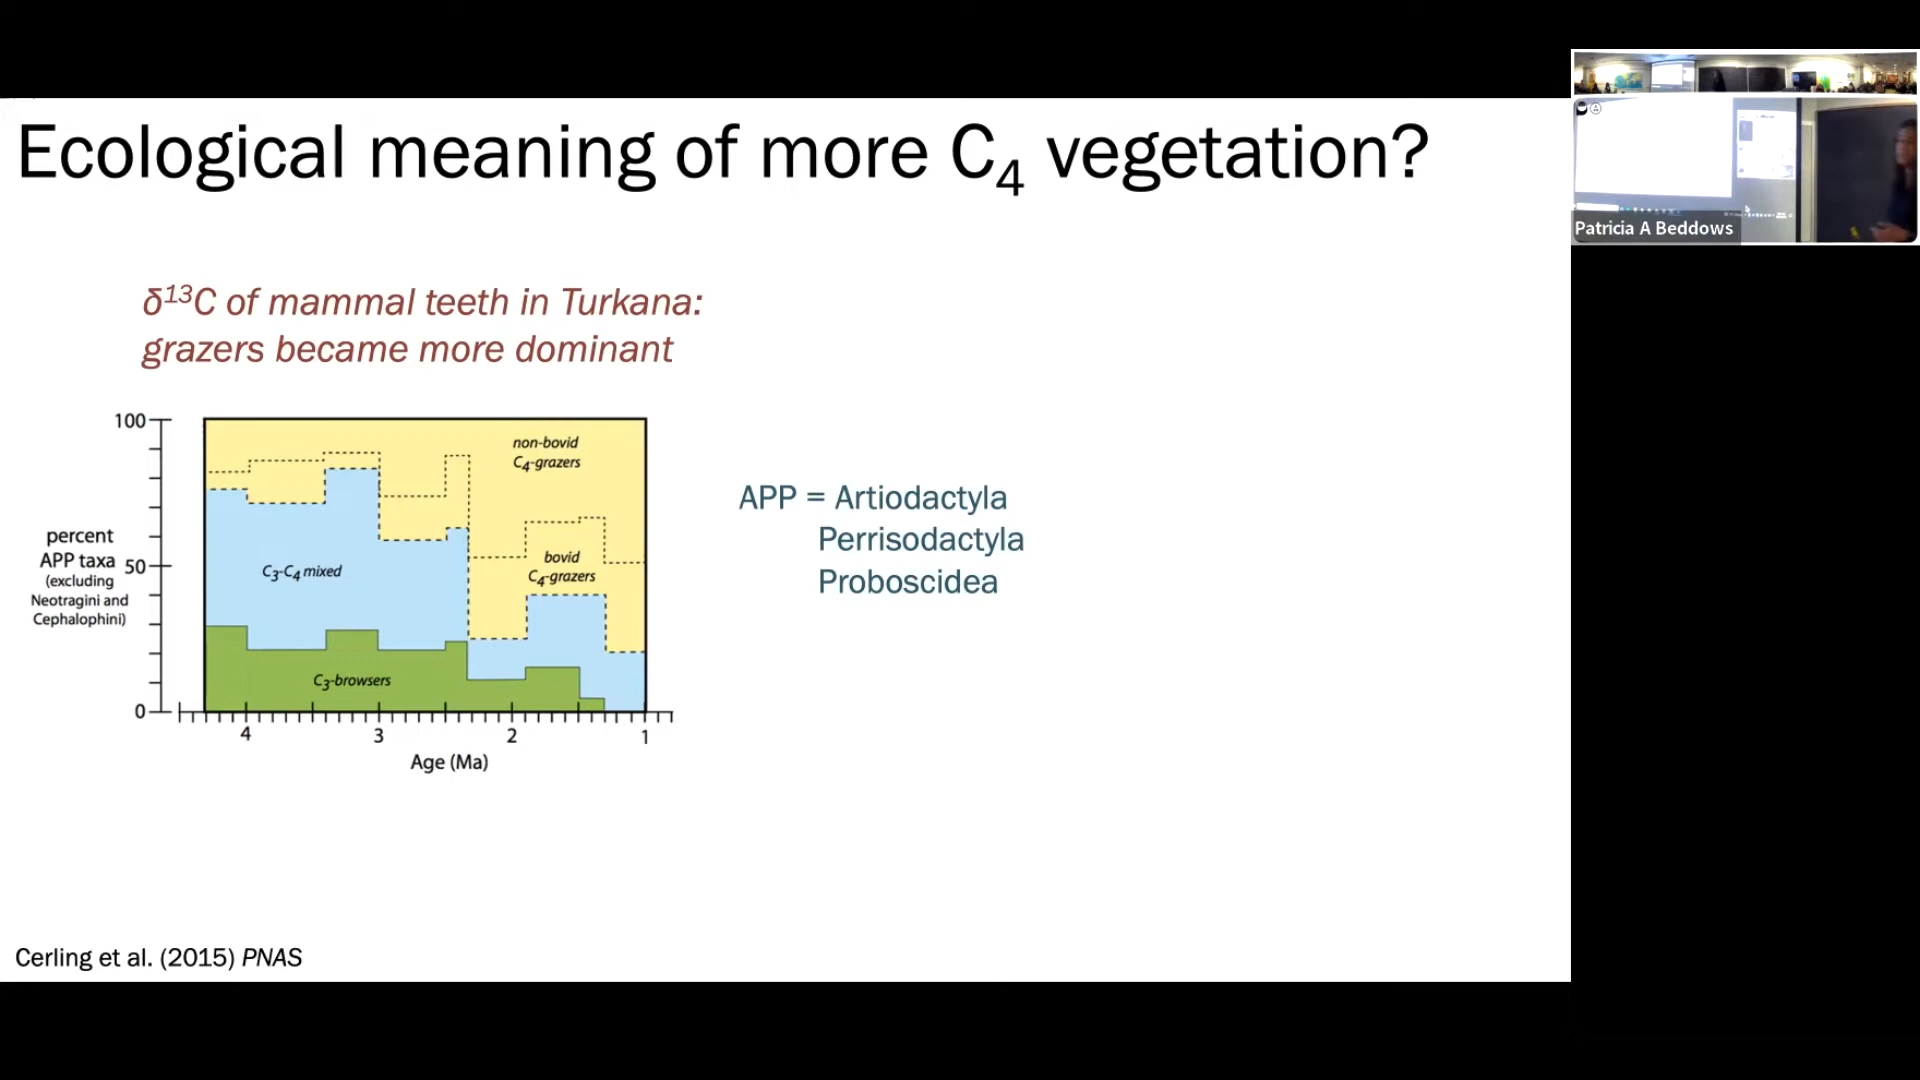 Ecological meaning of more C₄ vegetation?
δ¹³C of mammal teeth in Turkana:
grazers became more dominant
100
50
0
percent
APP taxa
(excluding
Neotragini and
Cephalophini)
non-bovid
C₄-grazers
bovid
C₄-grazers
C₃-C₄ mixed
C₃-browsers
4
3
2
1
Age (Ma)
APP = Artiodactyla
Perrisodactyla
Proboscidea
Cerling et al. (2015) PNAS
Patricia A Beddows